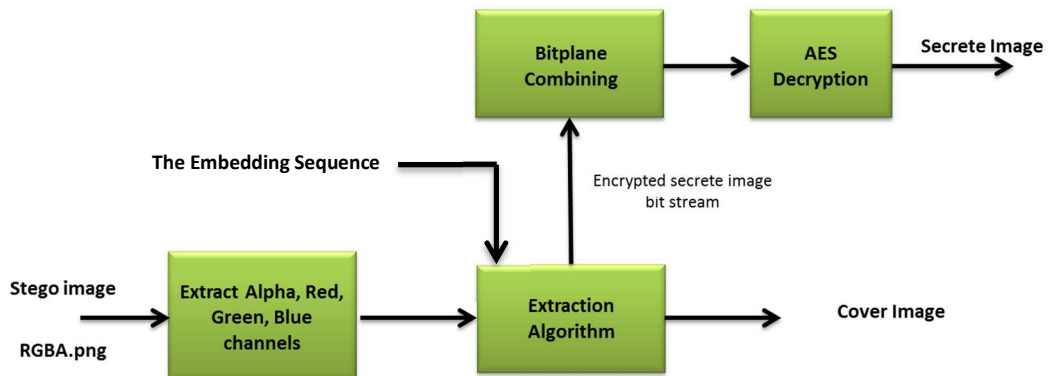 Bitplane
Combining
AES
Decryption
Secrete Image
The Embedding Sequence
Encrypted secrete image
bit stream
Stego image
RGBA.png
Extract Alpha, Red,
Green, Blue
channels
Extraction
Algorithm
Cover Image